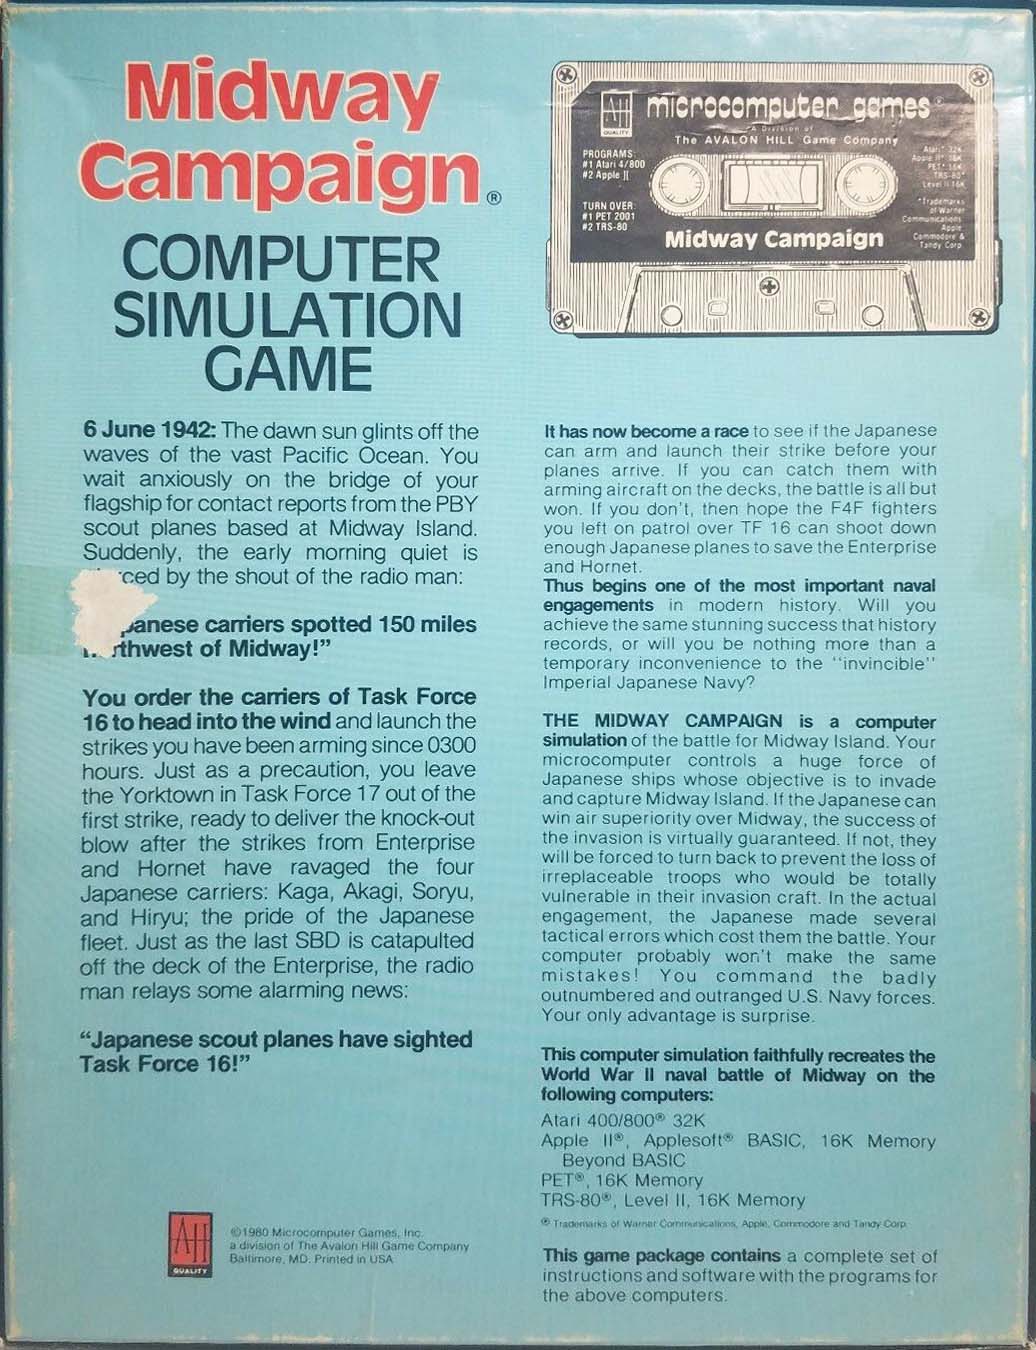 Midway
Campaign®
COMPUTER
SIMULATION
GAME
6 June 1942: The dawn sun glints off the
waves of the vast Pacific Ocean. You
wait anxiously on the bridge of your
flagship for contact reports from the PBY
scout planes based at Midway Island.
Suddenly, the early morning quiet is
ced by the shout of the radio man:
panese carriers spotted 150 miles
thwest of Midway!”
You order the carriers of Task Force
16 to head into the wind and launch the
strikes you have been arming since 0300
hours. Just as a precaution, you leave
the Yorktown in Task Force 17 out of the
first strike, ready to deliver the knock-out
blow after the strikes from Enterprise
and Hornet have ravaged the four
Japanese carriers: Kaga, Akagi, Soryu,
and Hiryu; the pride of the Japanese
fleet. Just as the last SBD is catapulted
off the deck of the Enterprise, the radio
man relays some alarming news:
“Japanese scout planes have sighted
Task Force 16!”
AH
QUALITY
©1980 Microcomputer Games, Inc.
a division of The Avalon Hill Game Company
Baltimore, MD. Printed in USA
AH
QUALITY
microcomputer games®
A Division of
The AVALON HILL Game Company
PROGRAMS:
#1 Atari 4/800
#2 Apple ][
TURN OVER:
#1 PET 2001
#2 TRS-80
Atari* 32K
Apple II* 16K
PET* 16K
TRS-80*
Level II 16K
*Trademarks
of Warner
Communications
Apple
Commodore &
Tandy Corp.
Midway Campaign
It has now become a race to see if the Japanese
can arm and launch their strike before your
planes arrive. If you can catch them with
arming aircraft on the decks, the battle is all but
won. If you don't, then hope the F4F fighters
you left on patrol over TF 16 can shoot down
enough Japanese planes to save the Enterprise
and Hornet.
Thus begins one of the most important naval
engagements in modern history. Will you
achieve the same stunning success that history
records, or will you be nothing more than a
temporary inconvenience to the "invincible"
Imperial Japanese Navy?
THE MIDWAY CAMPAIGN is a computer
simulation of the battle for Midway Island. Your
microcomputer controls a huge force of
Japanese ships whose objective is to invade
and capture Midway Island. If the Japanese can
win air superiority over Midway, the success of
the invasion is virtually guaranteed. If not, they
will be forced to turn back to prevent the loss of
irreplaceable troops who would be totally
vulnerable in their invasion craft. In the actual
engagement, the Japanese made several
tactical errors which cost them the battle. Your
computer probably won't make the same
mistakes! You command the badly
outnumbered and outranged U.S. Navy forces.
Your only advantage is surprise.
This computer simulation faithfully recreates the
World War II naval battle of Midway on the
following computers:
Atari 400/800® 32K
Apple II®, Applesoft® BASIC, 16K Memory
Beyond BASIC
PET®, 16K Memory
TRS-80®, Level II, 16K Memory
® Trademarks of Warner Communications, Apple, Commodore and Tandy Corp.
This game package contains a complete set of
instructions and software with the programs for
the above computers.